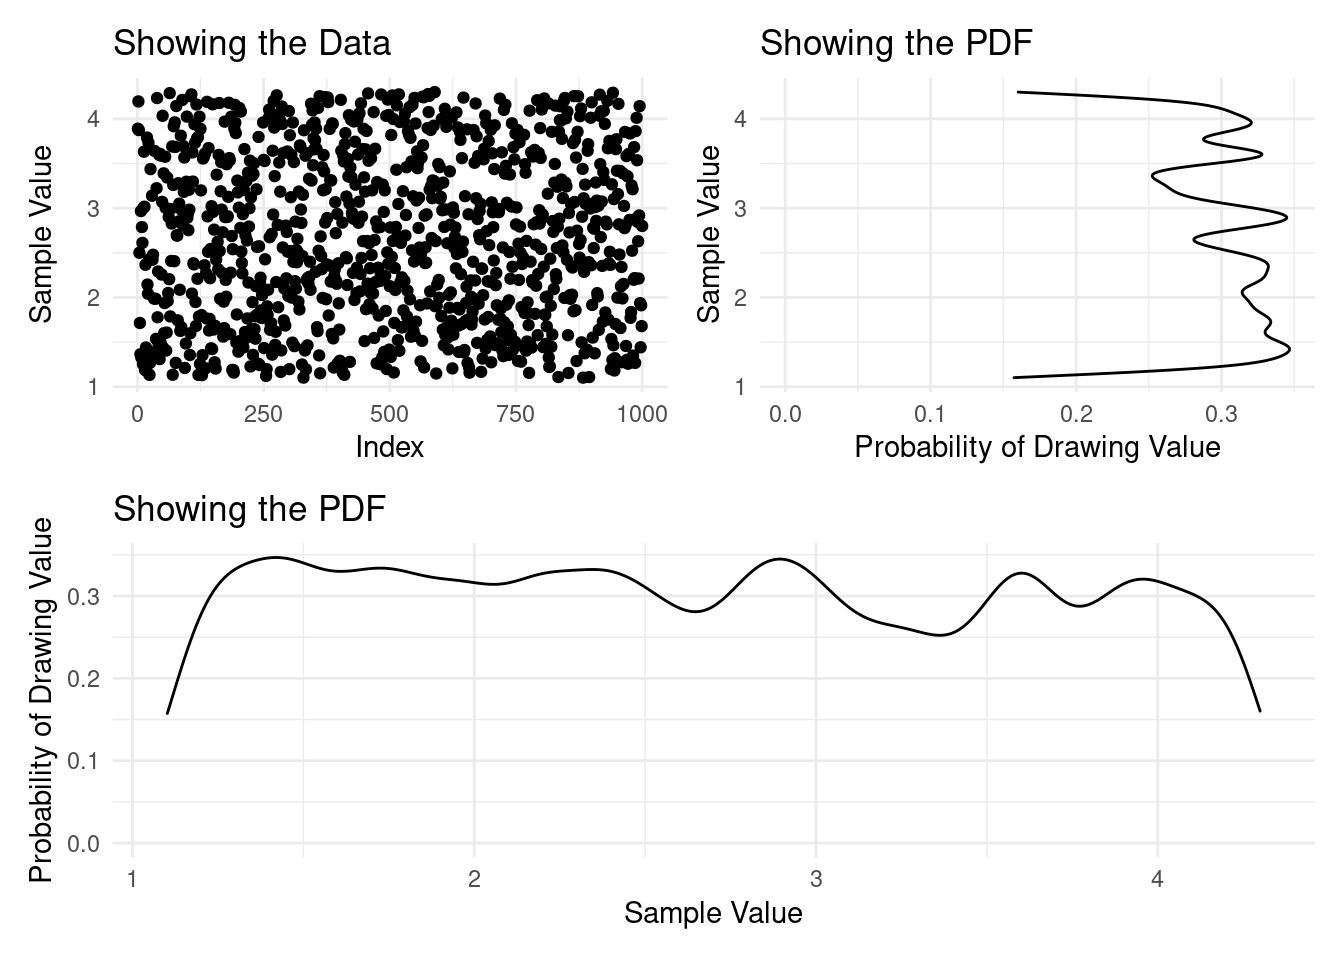 Showing the Data
Sample Value
4
3
2
1
0
250
500
750
1000
Index
Showing the PDF
Sample Value
4
3
2
1
0.0
0.1
0.2
0.3
Probability of Drawing Value
Showing the PDF
Probability of Drawing Value
0.3
0.2
0.1
0.0
1
2
3
4
Sample Value